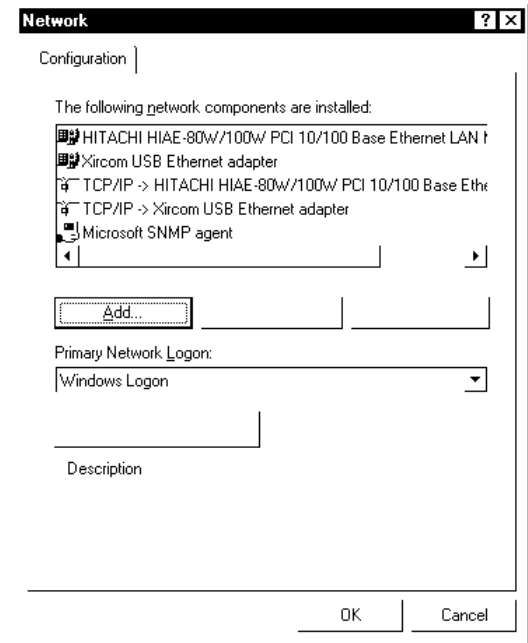 Network
Configuration
The following network components are installed:
HITACHI HIAE-80W/100W PCI 10/100 Base Ethernet LAN
Xircom USB Ethernet adapter
TCP/IP -> HITACHI HIAE-80W/100W PCI 10/100 Base Ethe
TCP/IP -> Xircom USB Ethernet adapter
Microsoft SNMP agent
Add...
Primary Network Logon:
Windows Logon
Description
OK Cancel